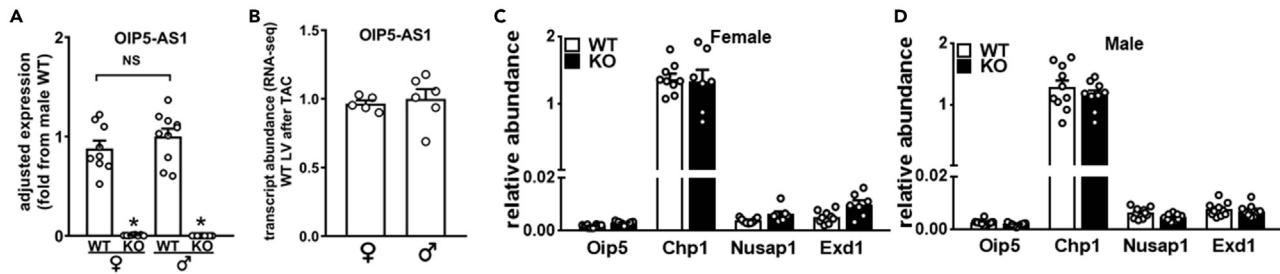 A
OIP5-AS1
NS
adjusted expression
(fold from male WT)
2
1
0
* *
WT KO WT KO
♀ ♂
B
OIP5-AS1
transcript abundance (RNA-seq)
WT LV after TAC
1.5
1.0
0.5
0.0
♀ ♂
C
Female
WT
KO
relative abundance
2
1
0.02
0.00
Oip5 Chp1 Nusap1 Exd1
D
Male
WT
KO
relative abundance
2
1
0.02
0.00
Oip5 Chp1 Nusap1 Exd1